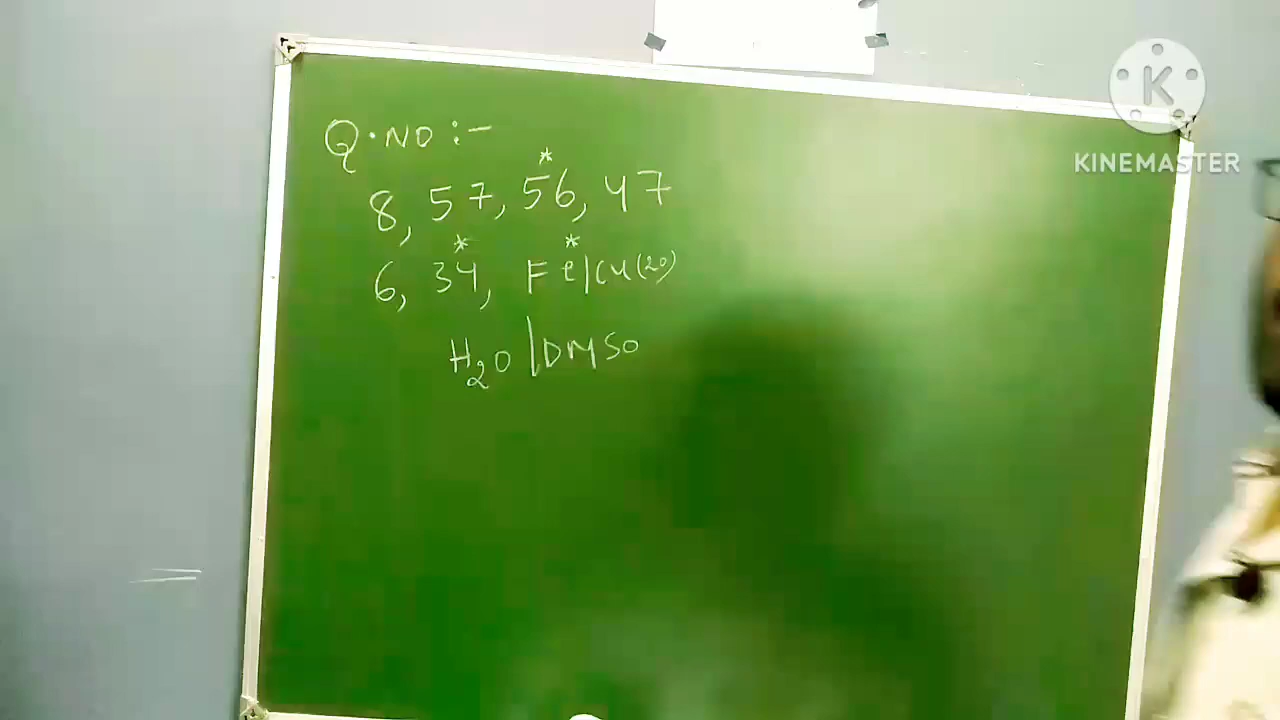 Q.NO :-
*
8, 57, 56, 47
* *
6, 34, Fe/Cu(20)
H2O/DMSO
K
KINEMASTER